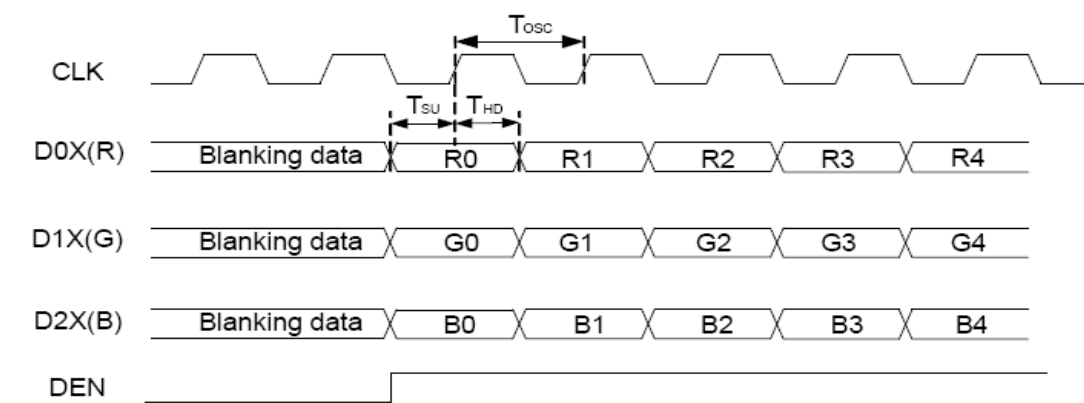 Tosc
CLK
TSU THD
D0X(R) Blanking data R0 R1 R2 R3 R4
D1X(G) Blanking data G0 G1 G2 G3 G4
D2X(B) Blanking data B0 B1 B2 B3 B4
DEN